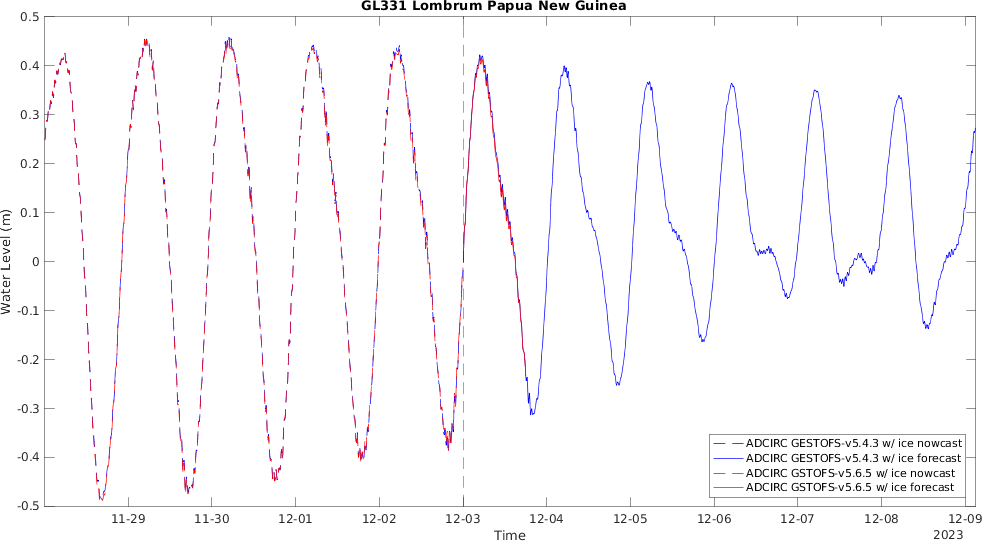 GL331 Lombrum Papua New Guinea
0.5
0.4
0.3
0.2
0.1
0
-0.1
-0.2
-0.3
-0.4
-0.5
Water Level (m)
11-29 11-30 12-01 12-02 12-03 12-04 12-05 12-06 12-07 12-08 12-09
Time
2023
ADCIRC GESTOFS-v5.4.3 w/ ice nowcast
ADCIRC GESTOFS-v5.4.3 w/ ice forecast
ADCIRC GSTOFS-v5.6.5 w/ ice nowcast
ADCIRC GSTOFS-v5.6.5 w/ ice forecast